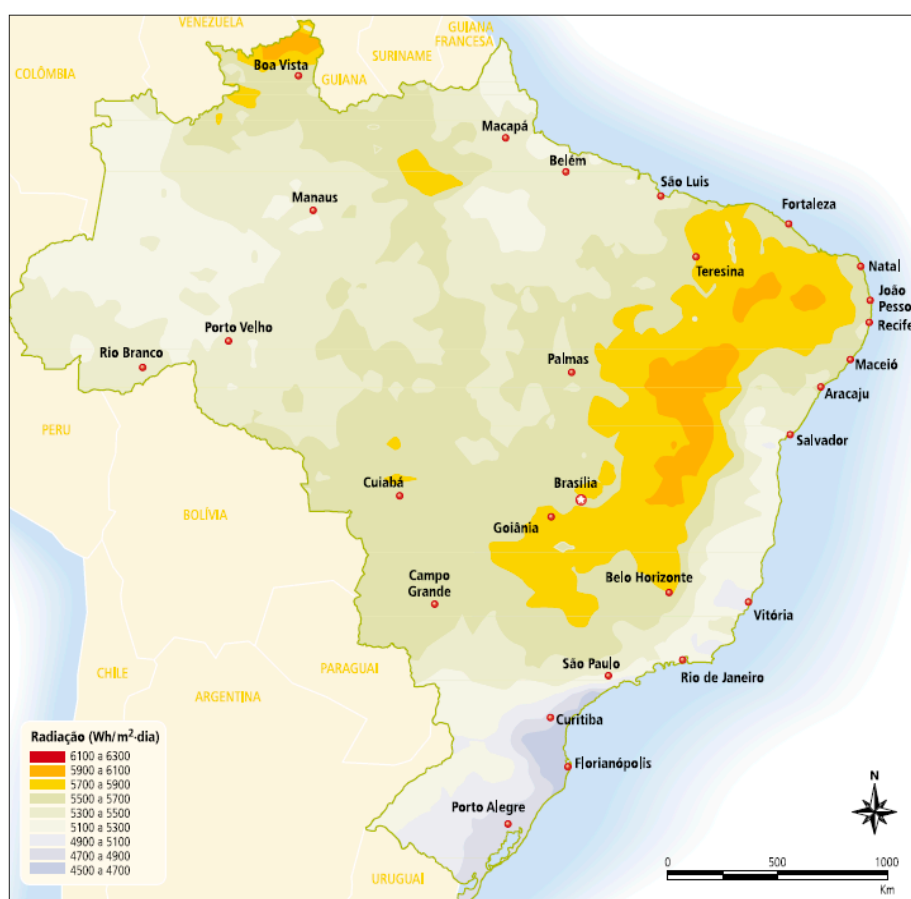 VENEZUELA
GUIANA
FRANCESA
SURINAME
COLÔMBIA
Boa Vista
GUIANA
Macapá
Belém
São Luis
Manaus
Fortaleza
Teresina
Natal
João
Pesso
Recife
Porto Velho
Rio Branco
Palmas
Maceió
Aracaju
PERU
Salvador
Cuiabá
Brasília
BOLÍVIA
Goiânia
Campo
Grande
Belo Horizonte
Vitória
CHILE
PARAGUAI
São Paulo
Rio de Janeiro
ARGENTINA
Curitiba
Florianópolis
Porto Alegre
URUGUAI
Radiação (Wh/m²·dia)
6100 a 6300
5900 a 6100
5700 a 5900
5500 a 5700
5300 a 5500
5100 a 5300
4900 a 5100
4700 a 4900
4500 a 4700
N
0 500 1000
Km